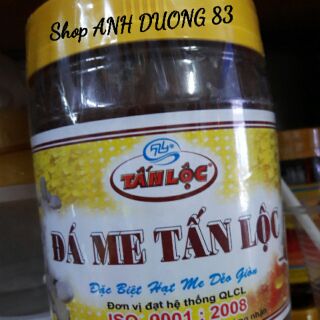 Shop ANH DUONG 83
TẤN LỘC
ĐÁ ME TẤN LỘC
Đặc Biệt Hạt Me Dẻo Giòn
Đơn vị đạt hệ thống QLCL
ISO 9001 : 2008
nhận